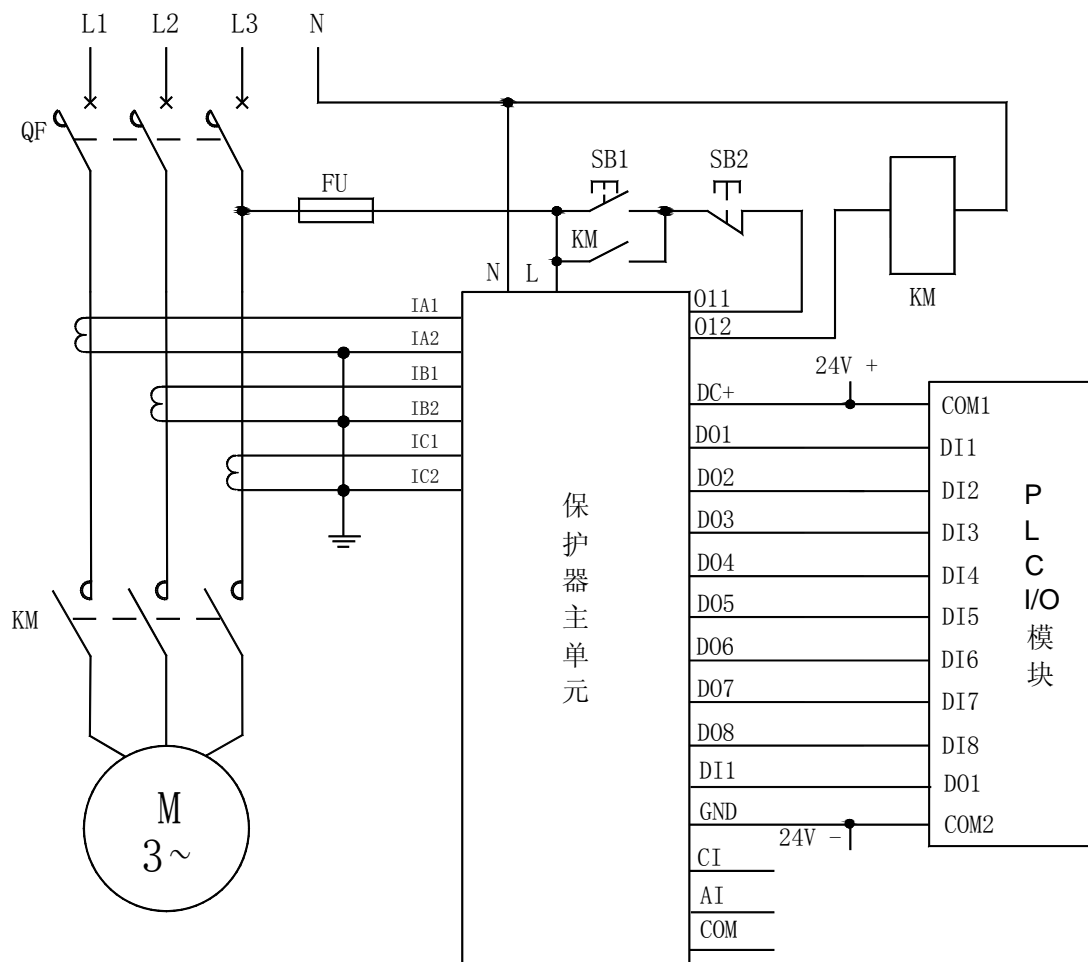 L1 L2 L3 N
QF
FU
SB1 SB2
KM
N L
KM
IA1
IA2
IB1
IB2
IC1
IC2
O11
O12
24V +
DC+
DO1
DO2
DO3
DO4
DO5
DO6
DO7
DO8
DI1
GND
24V -
CI
AI
COM
COM1
DI1
DI2
DI3
DI4
DI5
DI6
DI7
DI8
DO1
COM2
保护器主单元
PLC I/O 模块
KM
M
3~